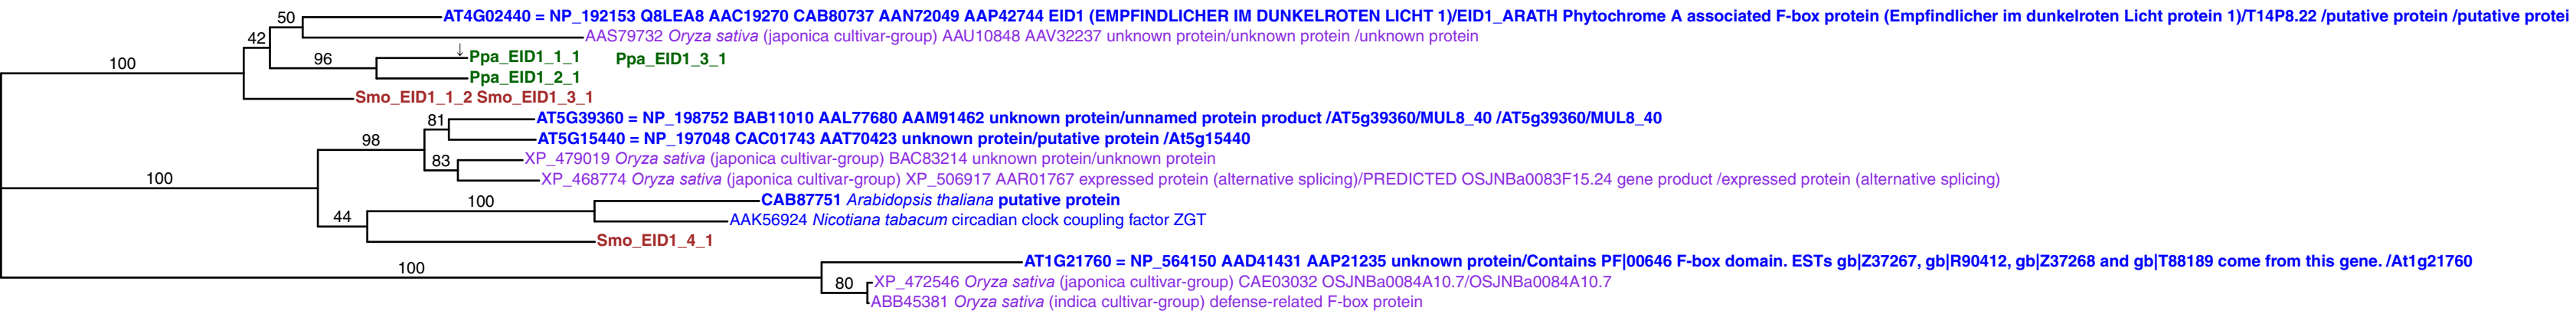 50 AT4G02440 = NP_192153 Q8LEA8 AAC19270 CAB80737 AAN72049 AAP42744 EID1 (EMPFINDLICHER IM DUNKELROTEN LICHT 1)/EID1_ARATH Phytochrome A associated F-box protein (Empfindlicher im dunkelroten Licht protein 1)/T14P8.22 /putative protein /putative protei
42 AAS79732 Oryza sativa (japonica cultivar-group) AAU10848 AAV32237 unknown protein/unknown protein /unknown protein
100 96 ↓ Ppa_EID1_1_1 Ppa_EID1_3_1
Ppa_EID1_2_1
Smo_EID1_1_2 Smo_EID1_3_1
81 AT5G39360 = NP_198752 BAB11010 AAL77680 AAM91462 unknown protein/unnamed protein product /AT5g39360/MUL8_40 /AT5g39360/MUL8_40
98 AT5G15440 = NP_197048 CAC01743 AAT70423 unknown protein/putative protein /At5g15440
83 XP_479019 Oryza sativa (japonica cultivar-group) BAC83214 unknown protein/unknown protein
100 XP_468774 Oryza sativa (japonica cultivar-group) XP_506917 AAR01767 expressed protein (alternative splicing)/PREDICTED OSJNBa0083F15.24 gene product /expressed protein (alternative splicing)
100 CAB87751 Arabidopsis thaliana putative protein
44 AAK56924 Nicotiana tabacum circadian clock coupling factor ZGT
Smo_EID1_4_1
100 AT1G21760 = NP_564150 AAD41431 AAP21235 unknown protein/Contains PF|00646 F-box domain. ESTs gb|Z37267, gb|R90412, gb|Z37268 and gb|T88189 come from this gene. /At1g21760
80 XP_472546 Oryza sativa (japonica cultivar-group) CAE03032 OSJNBa0084A10.7/OSJNBa0084A10.7
ABB45381 Oryza sativa (indica cultivar-group) defense-related F-box protein